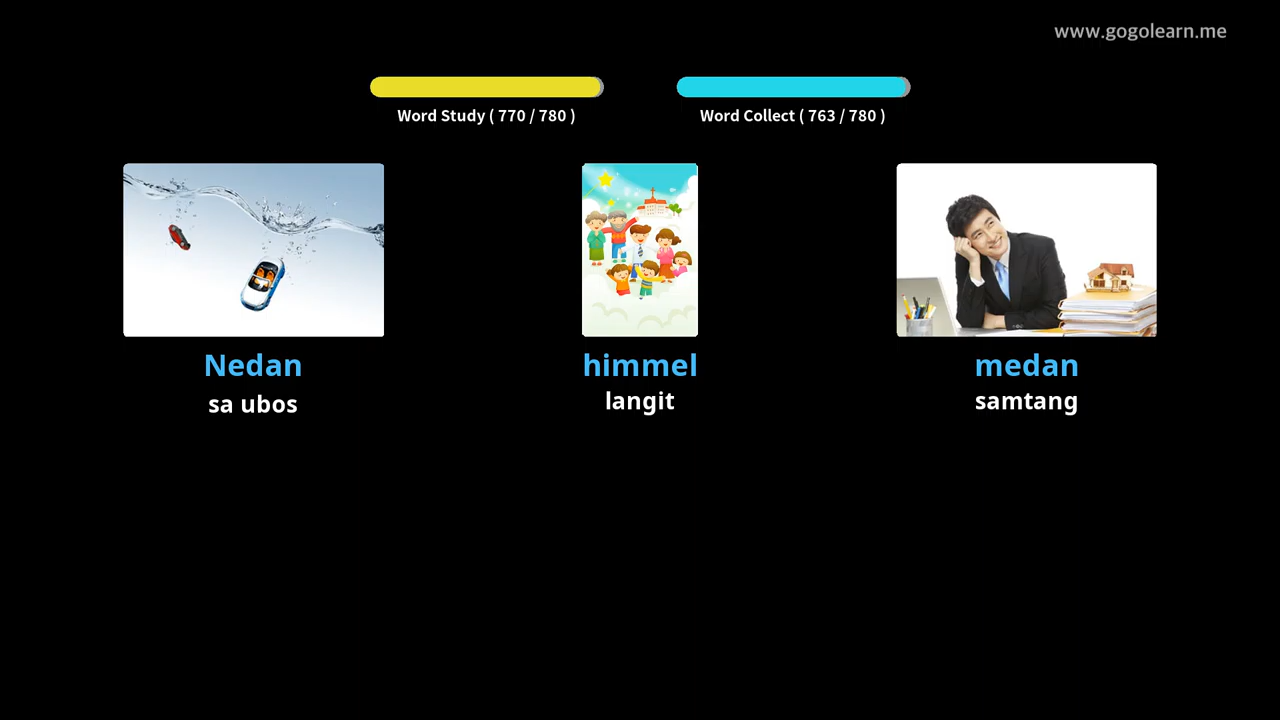 www.gogolearn.me
Word Study ( 770 / 780 )
Word Collect ( 763 / 780 )
Nedan
himmel
medan
sa ubos
langit
samtang